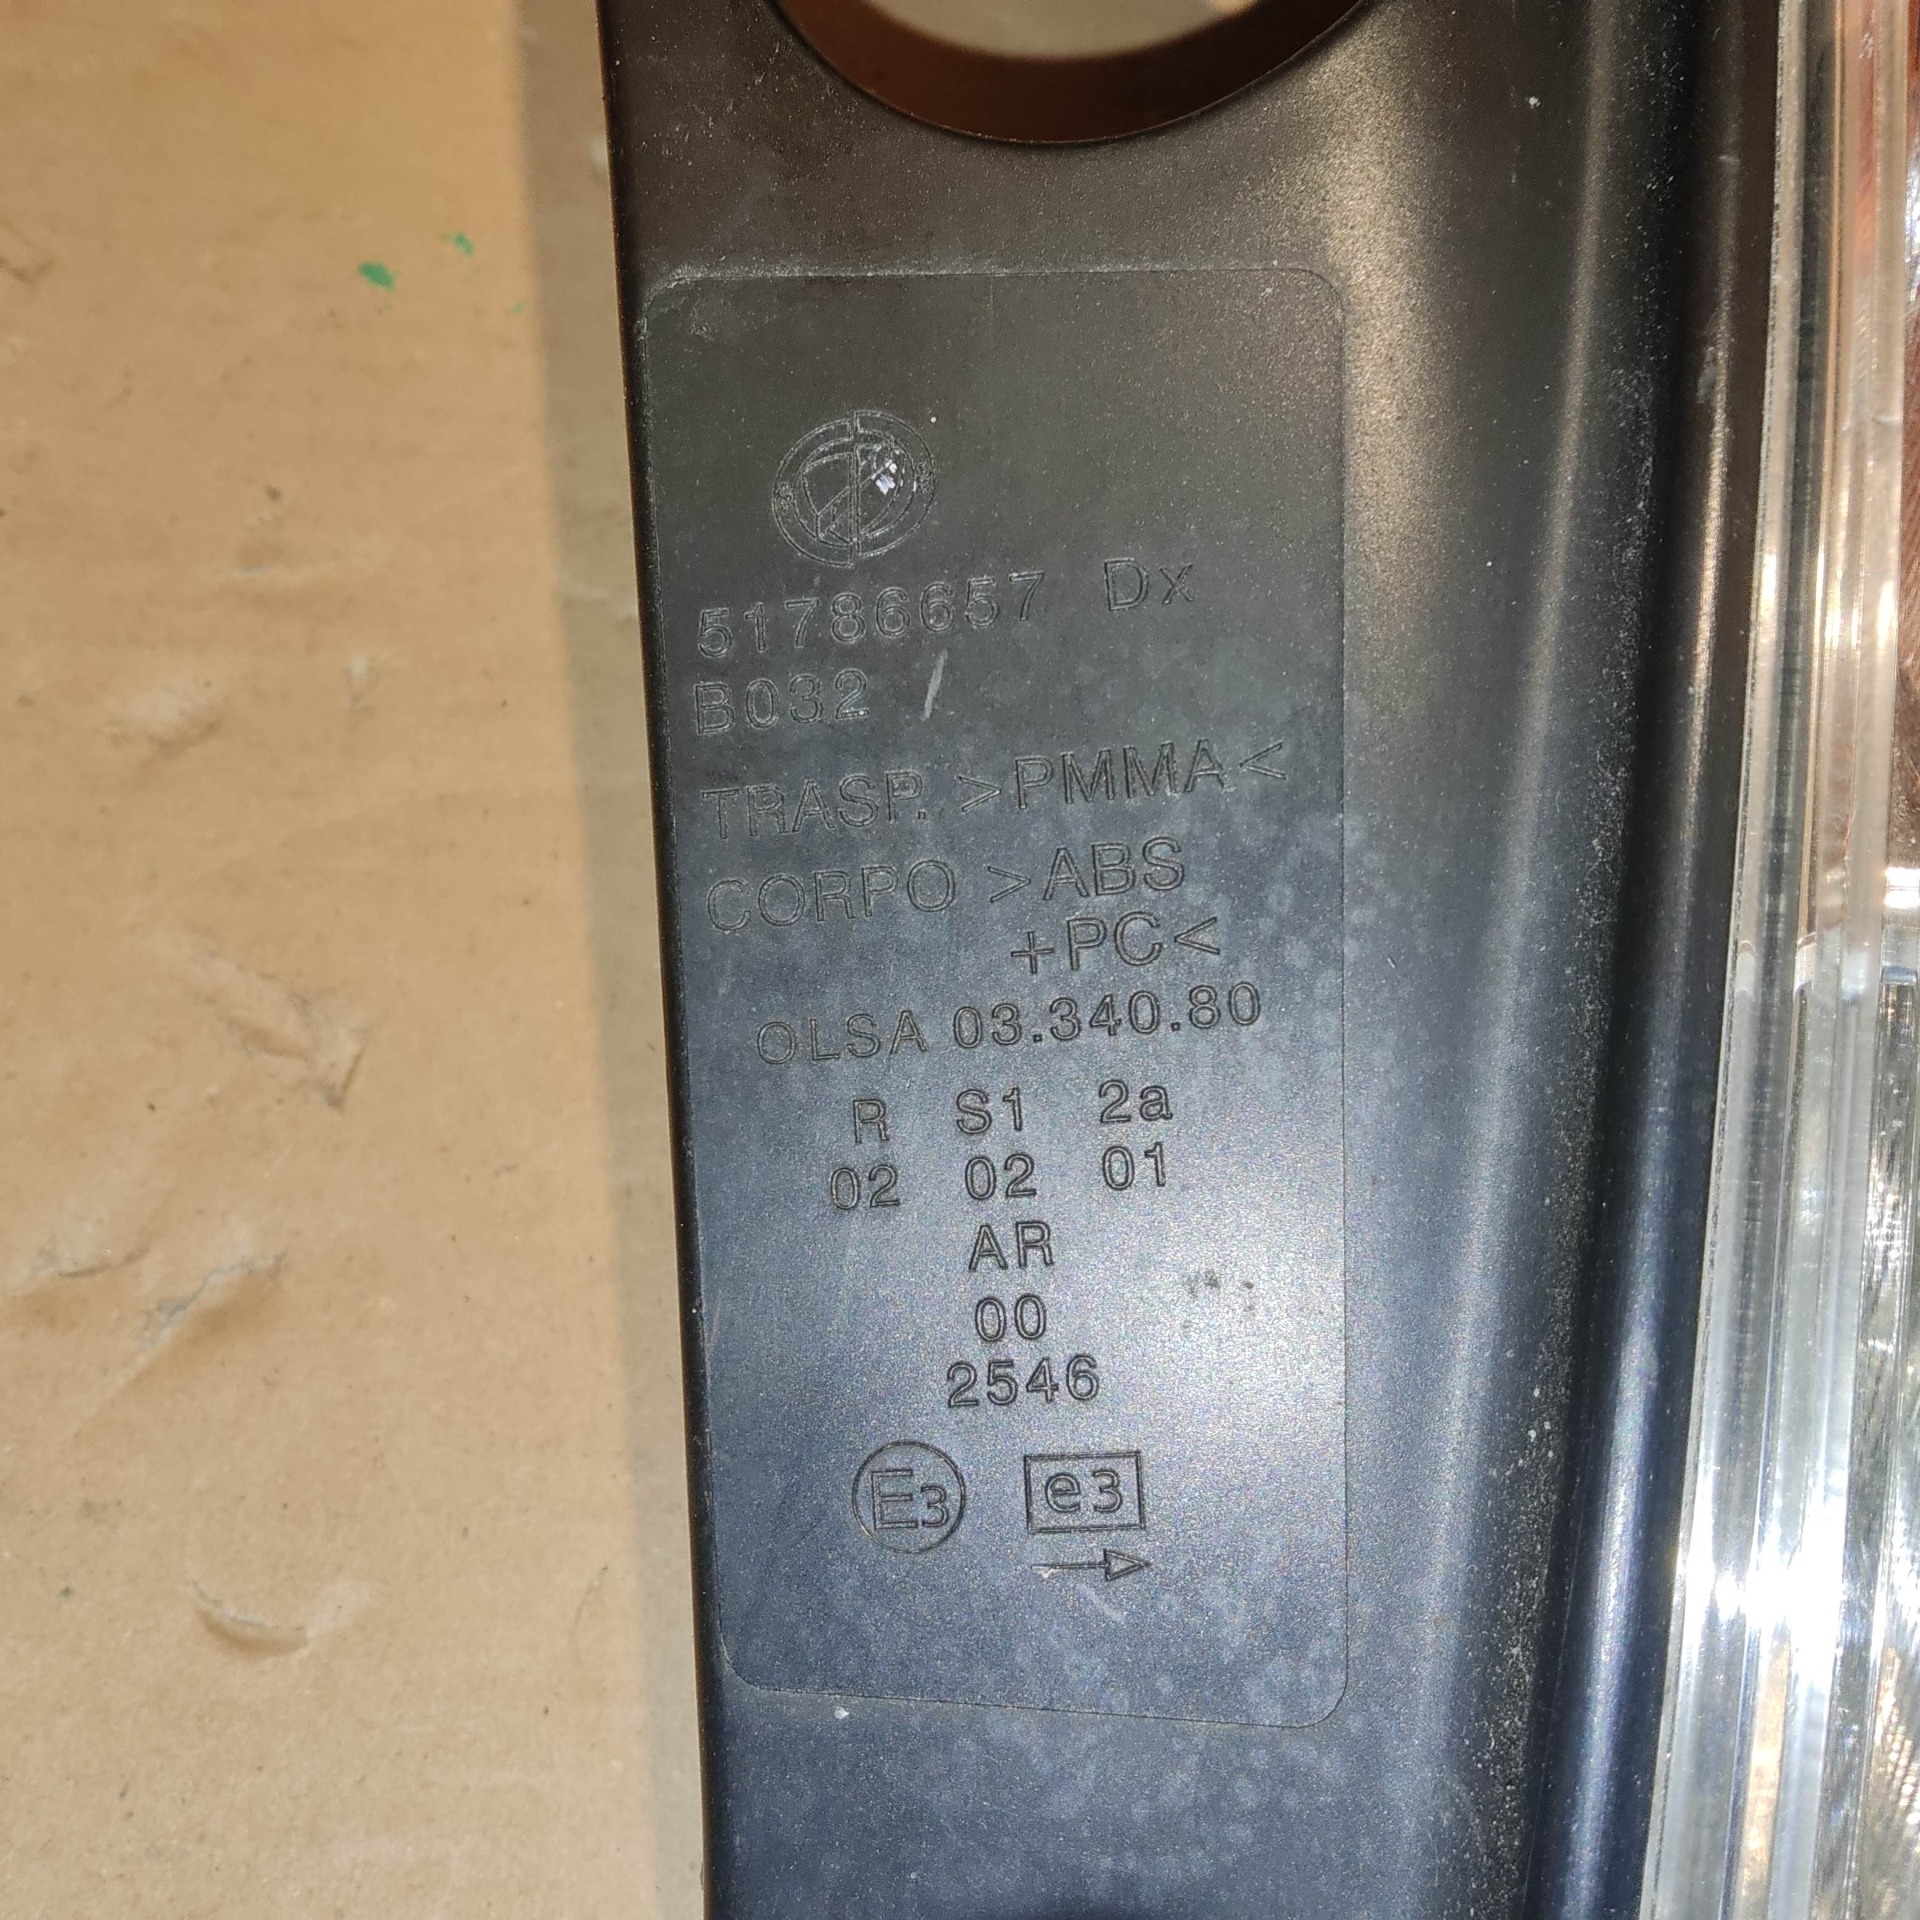 51786657 Dx
B032
TRASP. >PMMA<
CORPO >ABS
+PC<
OLSA 03.340.80
R S1 2a
02 02 01
AR
00
2546
E3 e3